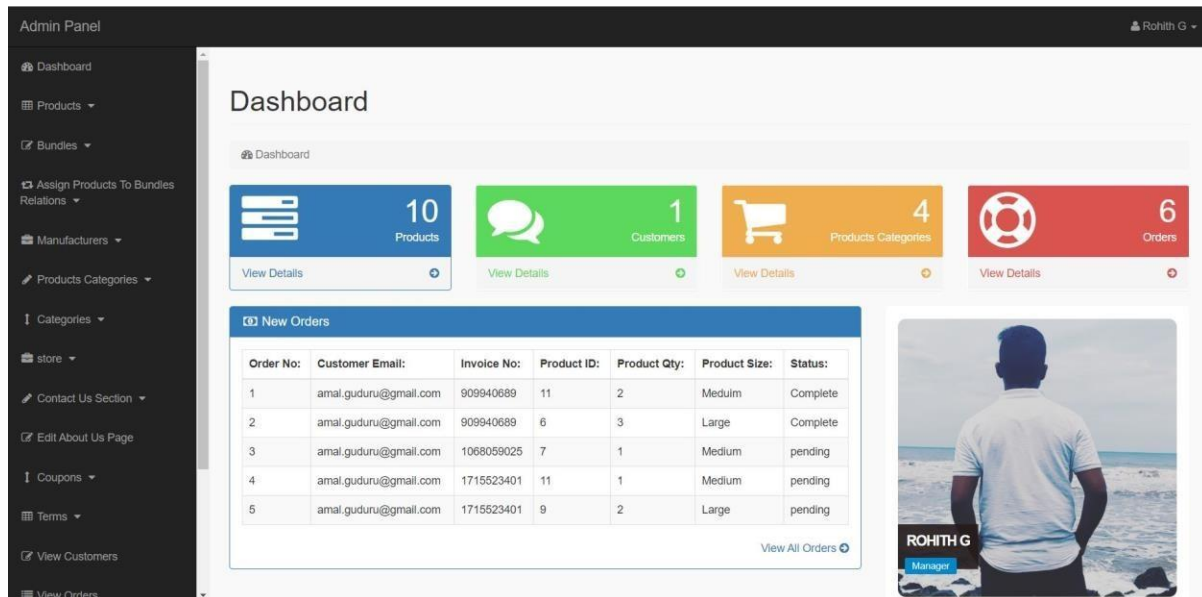 Admin Panel
Rohith G
Dashboard
Products
Bundles
Assign Products To Bundles
Relations
Manufacturers
Products Categories
Categories
store
Contact Us Section
Edit About Us Page
Coupons
Terms
View Customers
View Orders
Dashboard
Dashboard
10
Products
View Details
1
Customers
View Details
4
Products Categories
View Details
6
Orders
View Details
New Orders
Order No: Customer Email: Invoice No: Product ID: Product Qty: Product Size: Status:
1 amal.guduru@gmail.com 909940689 11 2 Meduim Complete
2 amal.guduru@gmail.com 909940689 6 3 Large Complete
3 amal.guduru@gmail.com 1068059025 7 1 Medium pending
4 amal.guduru@gmail.com 1715523401 11 1 Medium pending
5 amal.guduru@gmail.com 1715523401 9 2 Large pending
View All Orders
ROHITH G
Manager